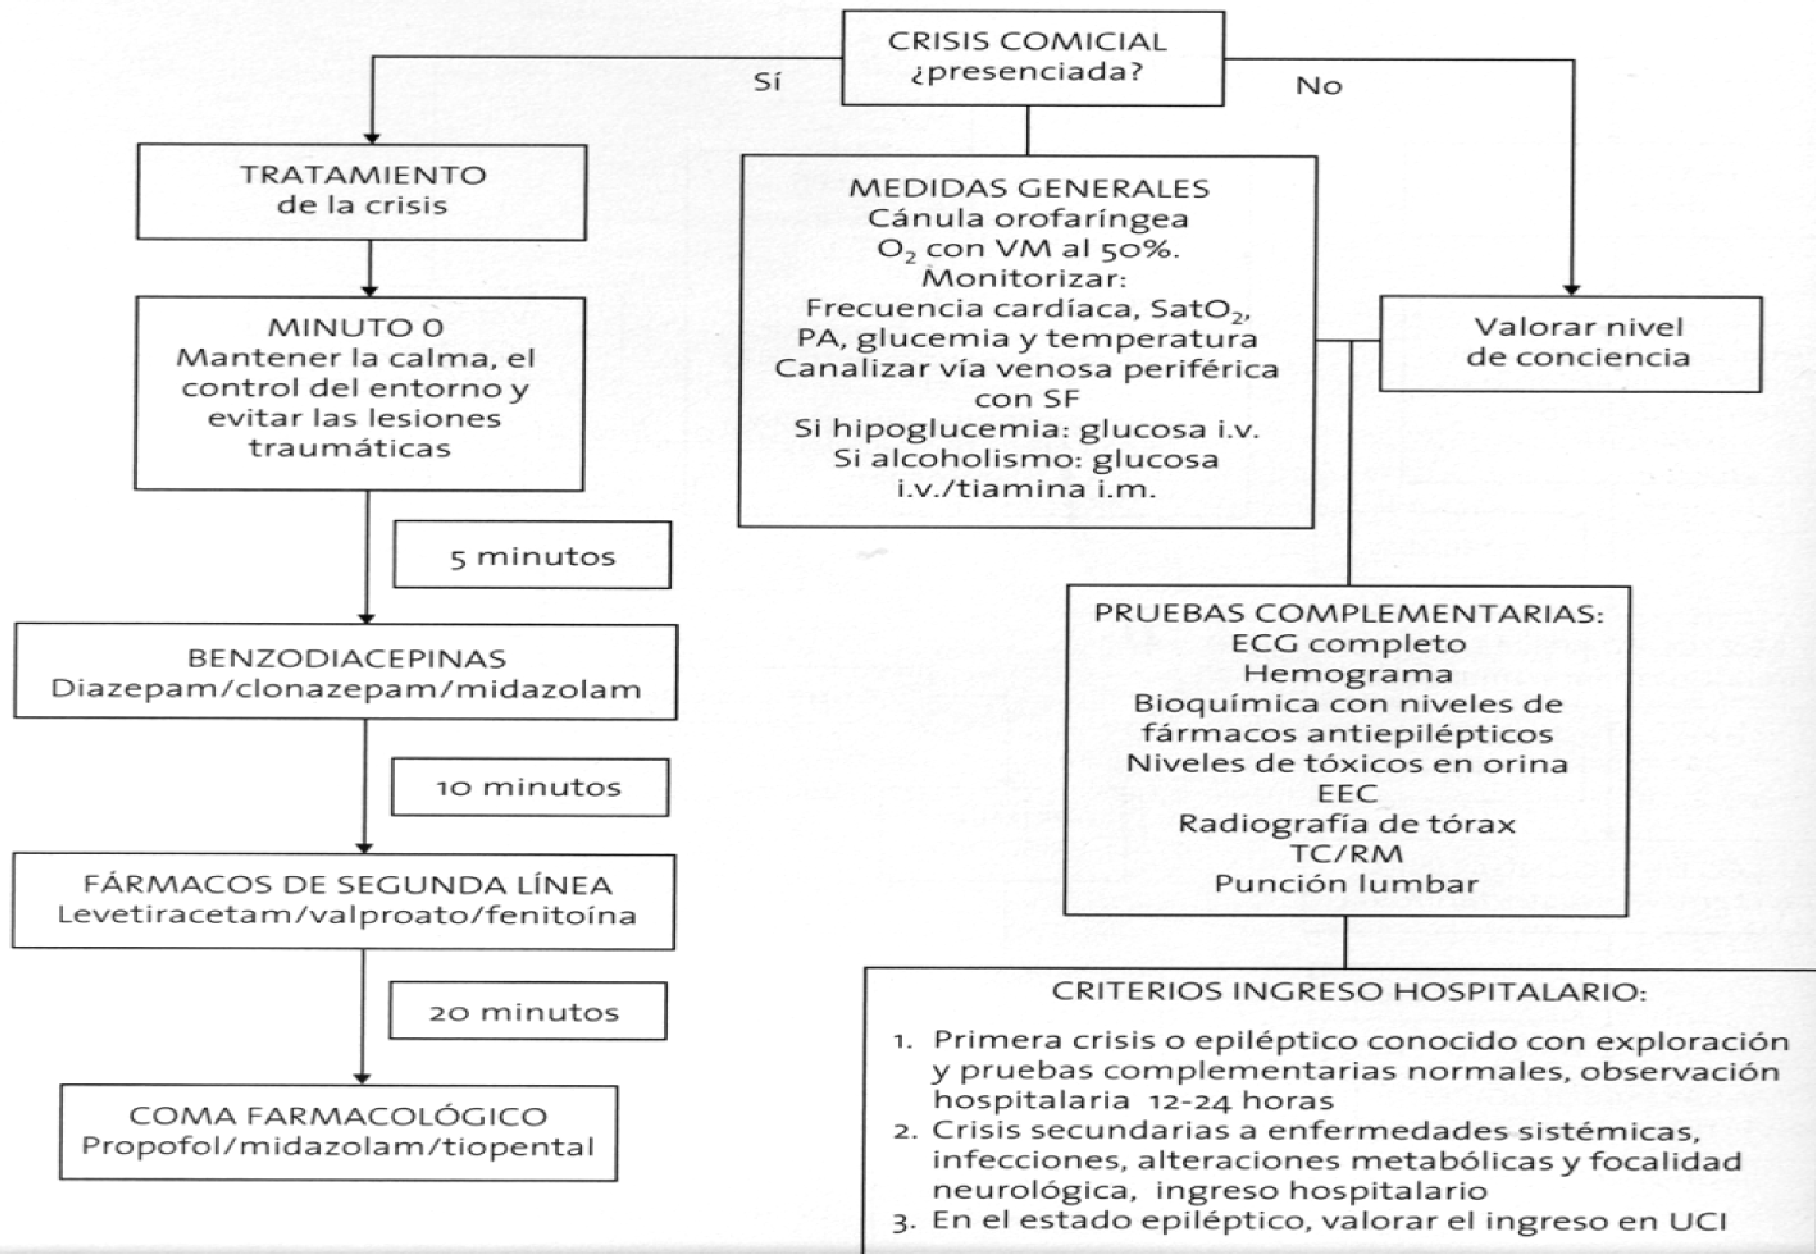 CRISIS COMICIAL
¿presenciada?
Sí
No
TRATAMIENTO
de la crisis
MINUTO 0
Mantener la calma, el
control del entorno y
evitar las lesiones
traumáticas
5 minutos
BENZODIACEPINAS
Diazepam/clonazepam/midazolam
10 minutos
FÁRMACOS DE SEGUNDA LÍNEA
Levetiracetam/valproato/fenitoína
20 minutos
COMA FARMACOLÓGICO
Propofol/midazolam/tiopental
MEDIDAS GENERALES
Cánula orofaríngea
O₂ con VM al 50%.
Monitorizar:
Frecuencia cardíaca, SatO₂,
PA, glucemia y temperatura
Canalizar vía venosa periférica
con SF
Si hipoglucemia: glucosa i.v.
Si alcoholismo: glucosa
i.v./tiamina i.m.
Valorar nivel
de conciencia
PRUEBAS COMPLEMENTARIAS:
ECG completo
Hemograma
Bioquímica con niveles de
fármacos antiepilépticos
Niveles de tóxicos en orina
EEC
Radiografía de tórax
TC/RM
Punción lumbar
CRITERIOS INGRESO HOSPITALARIO:
1. Primera crisis o epiléptico conocido con exploración
y pruebas complementarias normales, observación
hospitalaria 12-24 horas
2. Crisis secundarias a enfermedades sistémicas,
infecciones, alteraciones metabólicas y focalidad
neurológica, ingreso hospitalario
3. En el estado epiléptico, valorar el ingreso en UCI